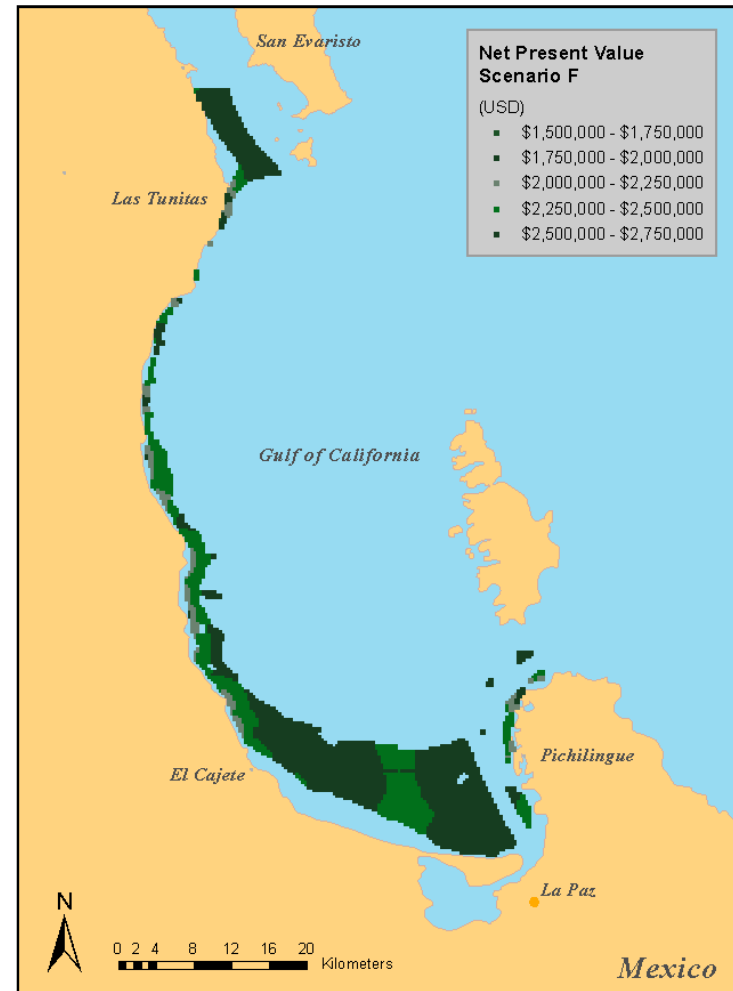 San Evaristo
Net Present Value
Scenario F
(USD)
$1,500,000 - $1,750,000
$1,750,000 - $2,000,000
$2,000,000 - $2,250,000
$2,250,000 - $2,500,000
$2,500,000 - $2,750,000
Las Tunitas
Gulf of California
Pichilingue
El Cajete
La Paz
N
0 2 4 8 12 16 20
Kilometers
Mexico